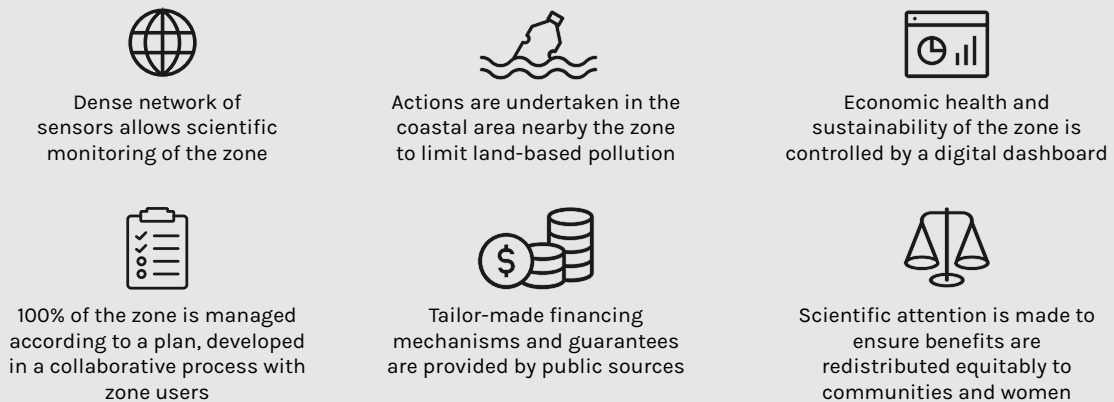 Dense network of
sensors allows scientific
monitoring of the zone
Actions are undertaken in the
coastal area nearby the zone
to limit land-based pollution
Economic health and
sustainability of the zone is
controlled by a digital dashboard
100% of the zone is managed
according to a plan, developed
in a collaborative process with
zone users
$
Tailor-made financing
mechanisms and guarantees
are provided by public sources
Scientific attention is made to
ensure benefits are
redistributed equitably to
communities and women